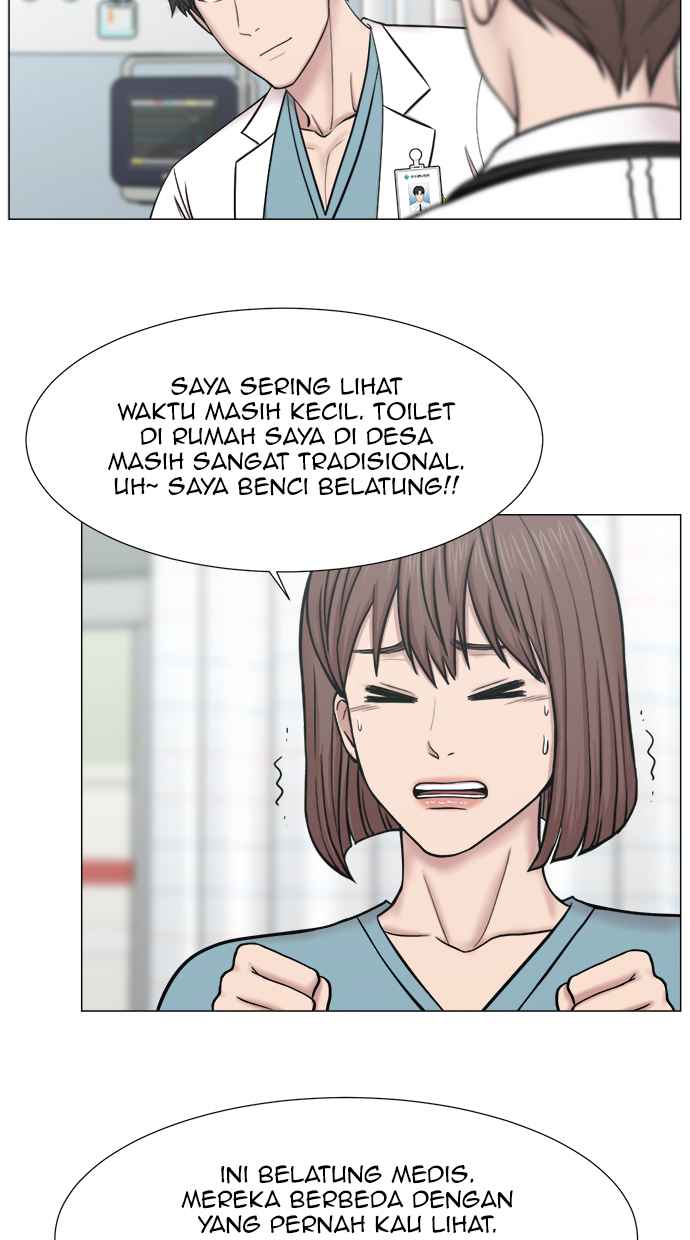 SAYA SERING LIHAT
WAKTU MASIH KECIL. TOILET
DI RUMAH SAYA DI DESA
MASIH SANGAT TRADISIONAL.
UH~ SAYA BENCI BELATUNG!!
INI BELATUNG MEDIS.
MEREKA BERBEDA DENGAN
YANG PERNAH KAU LIHAT.